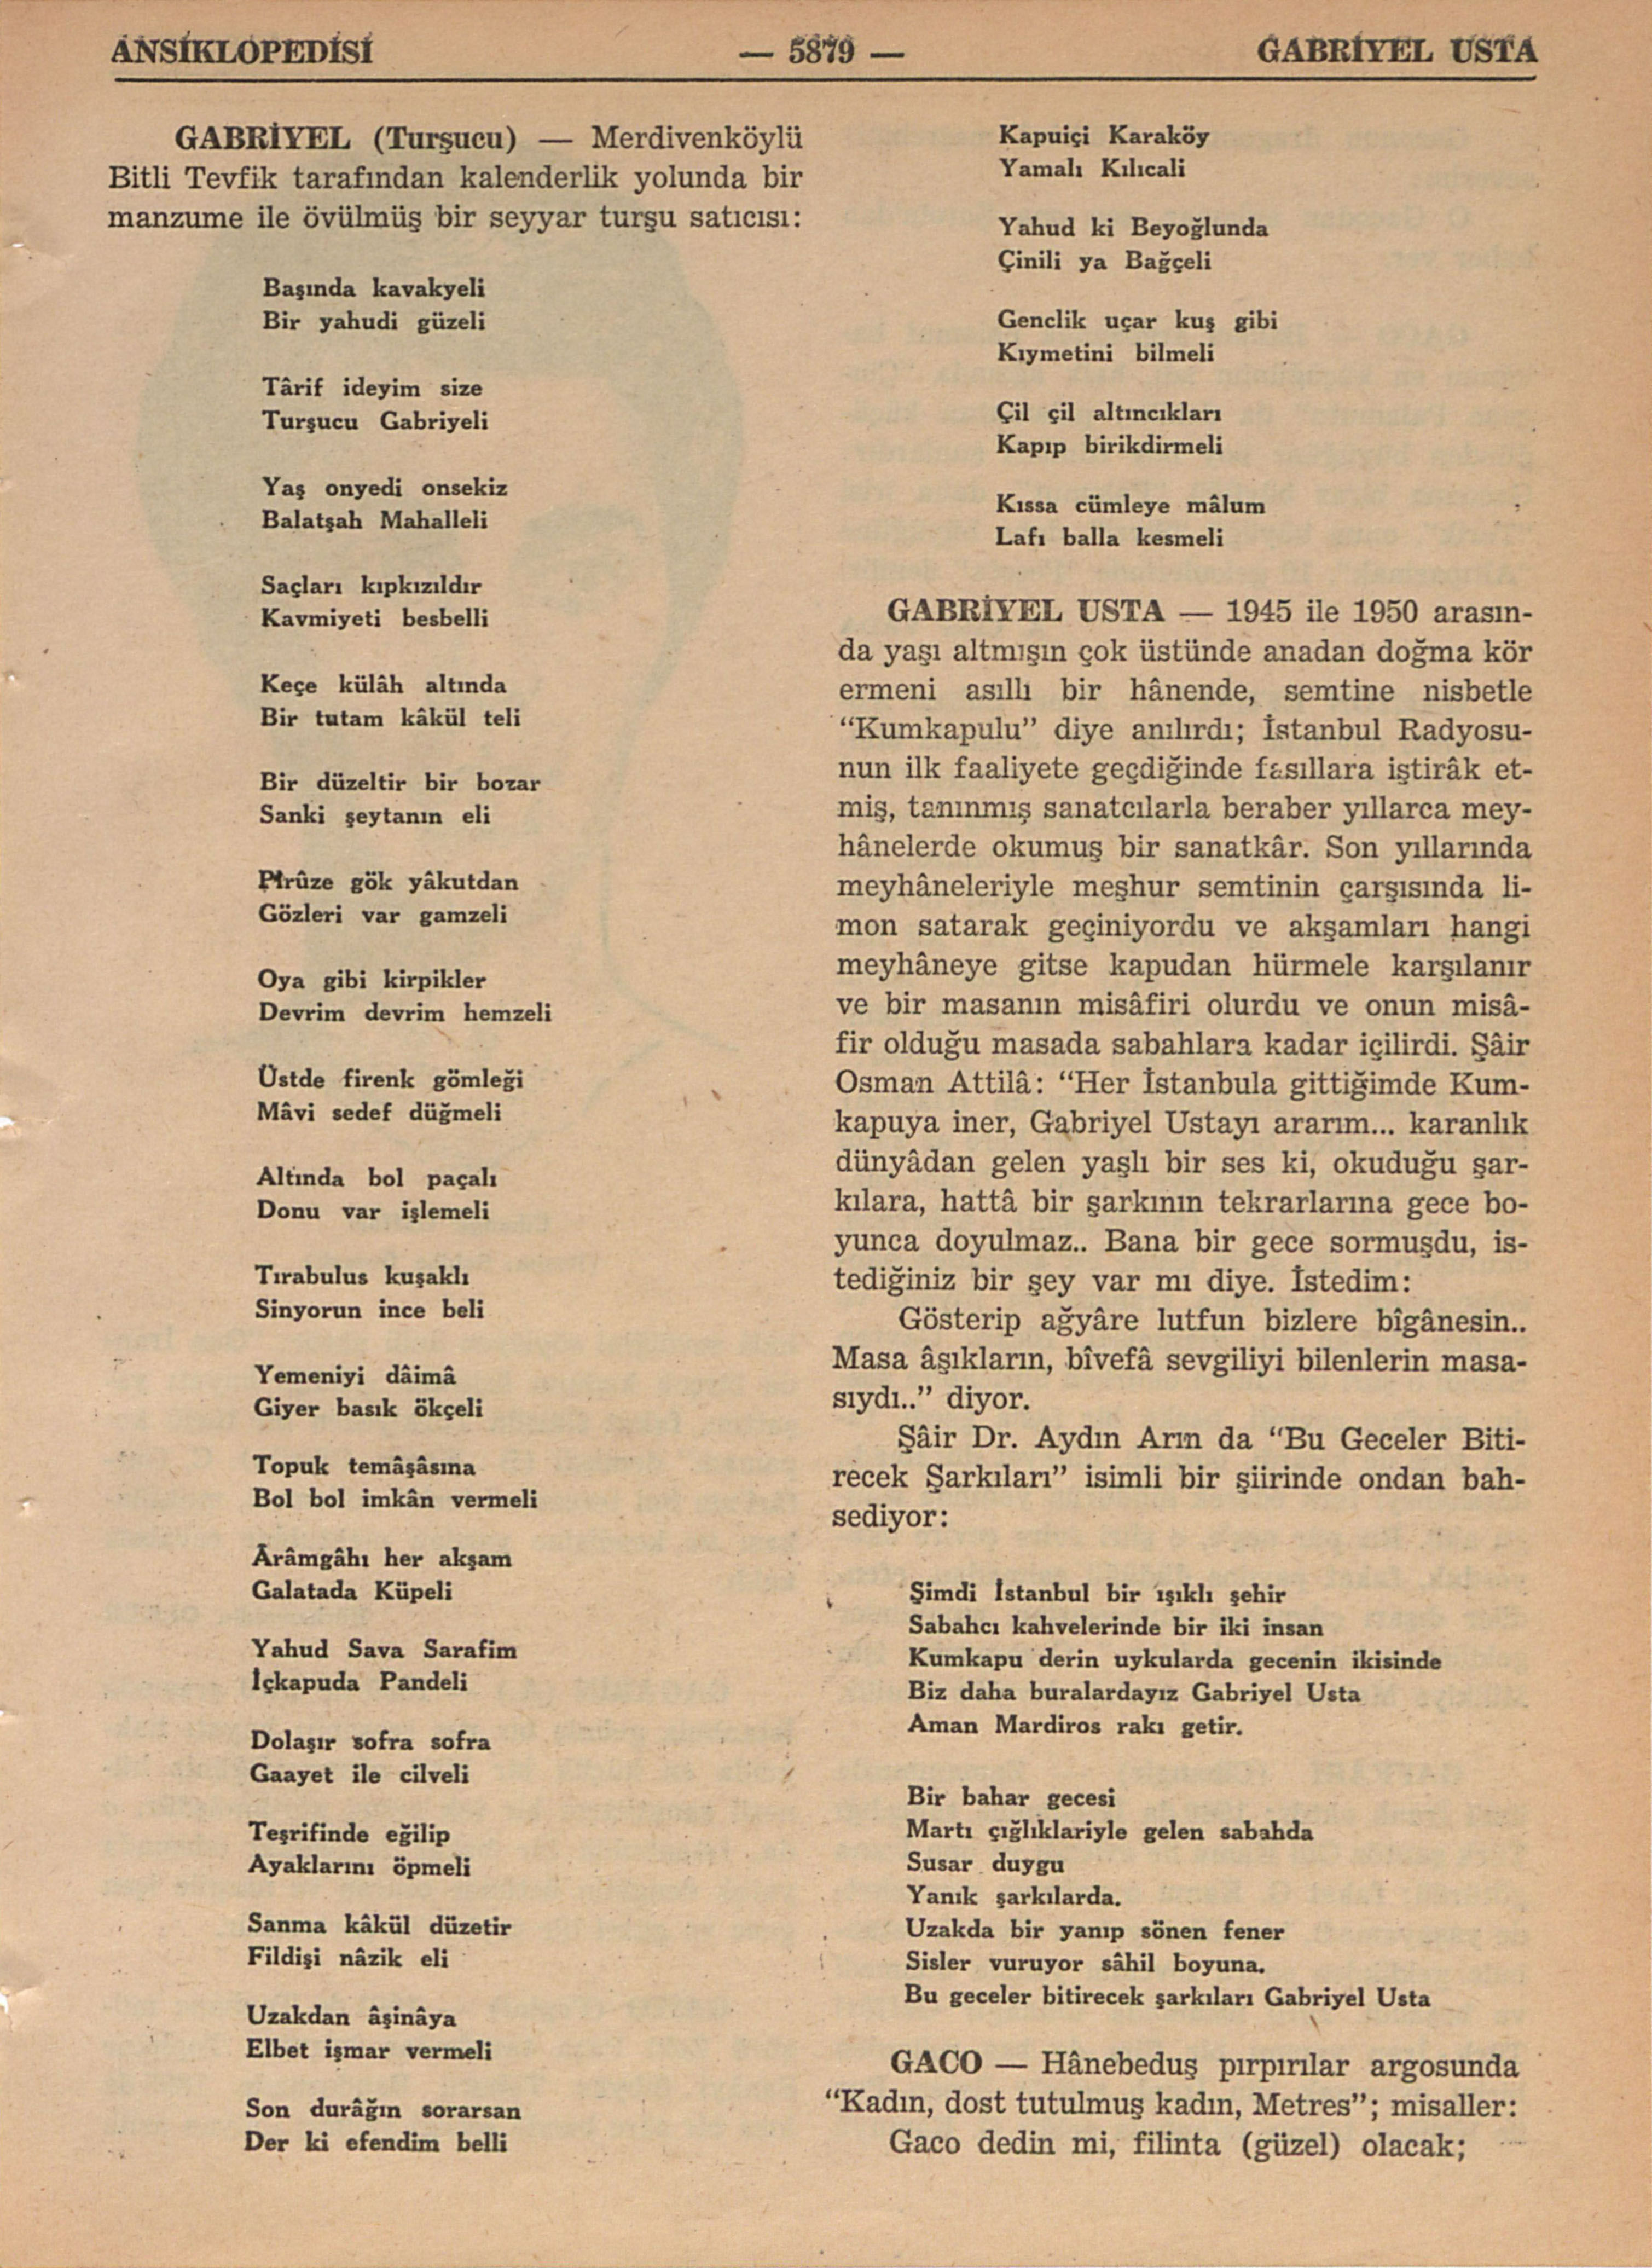 ANSİKLOPEDİSİ — 5879 — GABRİYEL USTA
GABRİYEL (Turşucu) — Merdivenköylü
Bitli Tevfik tarafından kalenderlik yolunda bir
manzume ile övülmüş bir seyyar turşu satıcısı:
Başında kavakyeli
Bir yahudi güzeli
Târif ideyim size
Turşucu Gabriyeli
Yaş onyedi onsekiz
Balatşah Mahalleli
Saçları kıpkızıldır
Kavmiyeti besbelli
Keçe külâh altında
Bir tutam kâkül teli
Bir düzeltir bir bozar
Sanki şeytanın eli
Pîrûze gök yâkutdan
Gözleri var gamzeli
Oya gibi kirpikler
Devrim devrim hemzeli
Üstde firenk gömleği
Mâvi sedef düğmeli
Altında bol paçalı
Donu var işlemeli
Tırabulus kuşaklı
Sinyorun ince beli
Yemeniyi dâimâ
Giyer basık ökçeli
Topuk temâşâsına
Bol bol imkân vermeli
Ârâmgâhı her akşam
Galatada Küpeli
Yahud Sava Sarafim
İçkapuda Pandeli
Dolaşır sofra sofra
Gaayet ile cilveli
Teşrifinde eğilip
Ayaklarını öpmeli
Sanma kâkül düzetir
Fildişi nâzik eli
Uzakdan âşinâya
Elbet işmar vermeli
Son durâğın sorarsan
Der ki efendim belli
Kapuiçi Karaköy
Yamalı Kılıcali
Yahud ki Beyoğlunda
Çinili ya Bağçeli
Genclik uçar kuş gibi
Kıymetini bilmeli
Çil çil altıncıkları
Kapıp birikdirmeli
Kıssa cümleye mâlum
Lafı balla kesmeli
GABRİYEL USTA — 1945 ile 1950 arasın-
da yaşı altmışın çok üstünde anadan doğma kör
ermeni asıllı bir hânende, semtine nisbetle
“Kumkapulu” diye anılırdı; İstanbul Radyosu-
nun ilk faaliyete geçdiğinde fasıllara iştirâk et-
miş, tanınmış sanatcılarla beraber yıllarca mey-
hânelerde okumuş bir sanatkâr. Son yıllarında
meyhâneleriyle meşhur semtinin çarşısında li-
mon satarak geçiniyordu ve akşamları hangi
meyhâneye gitse kapudan hürmele karşılanır
ve bir masanın misâfiri olurdu ve onun misâ-
fir olduğu masada sabahlara kadar içilirdi. Şâir
Osman Attilâ: “Her İstanbula gittiğimde Kum-
kapuya iner, Gabriyel Ustayı ararım... karanlık
dünyâdan gelen yaşlı bir ses ki, okuduğu şar-
kılara, hattâ bir şarkının tekrarlarına gece bo-
yunca doyulmaz.. Bana bir gece sormuşdu, is-
tediğiniz bir şey var mı diye. İstedim:
Gösterip ağyâre lutfun bizlere bîgânesin..
Masa âşıkların, bîvefâ sevgiliyi bilenlerin masa-
sıydı..” diyor.
Şâir Dr. Aydın Arın da “Bu Geceler Biti-
recek Şarkıları” isimli bir şiirinde ondan bah-
sediyor:
Şimdi İstanbul bir ışıklı şehir
Sabahcı kahvelerinde bir iki insan
Kumkapu derin uykularda gecenin ikisinde
Biz daha buralardayız Gabriyel Usta
Aman Mardiros rakı getir.
Bir bahar gecesi
Martı çığlıklariyle gelen sabahda
Susar duygu
Yanık şarkılarda.
Uzakda bir yanıp sönen fener
Sisler vuruyor sâhil boyuna.
Bu geceler bitirecek şarkıları Gabriyel Usta
GACO — Hânebeduş pırpırılar argosunda
“Kadın, dost tutulmuş kadın, Metres”; misaller:
Gaco dedin mi, filinta (güzel) olacak;